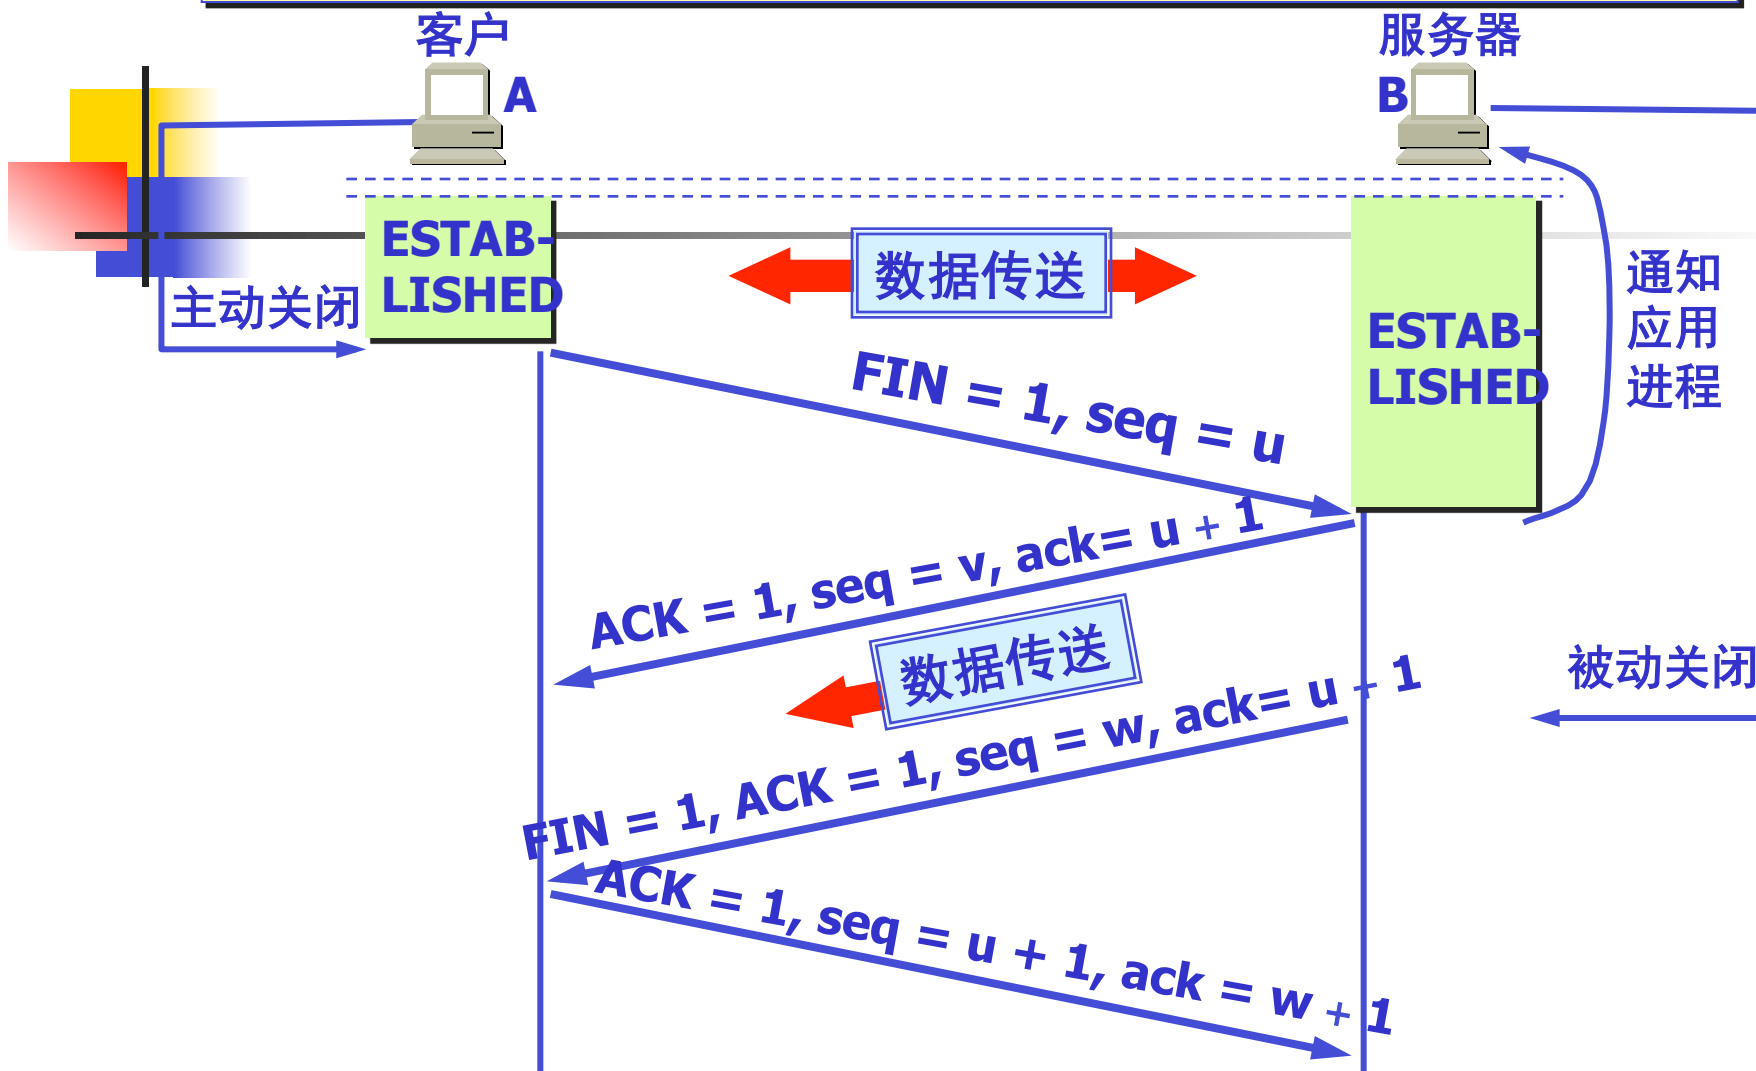 客户
A
服务器
B
ESTAB-
LISHED
数据传送
主动关闭
ESTAB-
LISHED
通知
应用
进程
FIN = 1, seq = u
ACK = 1, seq = v, ack= u + 1
数据传送
被动关闭
FIN = 1, ACK = 1, seq = w, ack= u + 1
ACK = 1, seq = u + 1, ack = w + 1